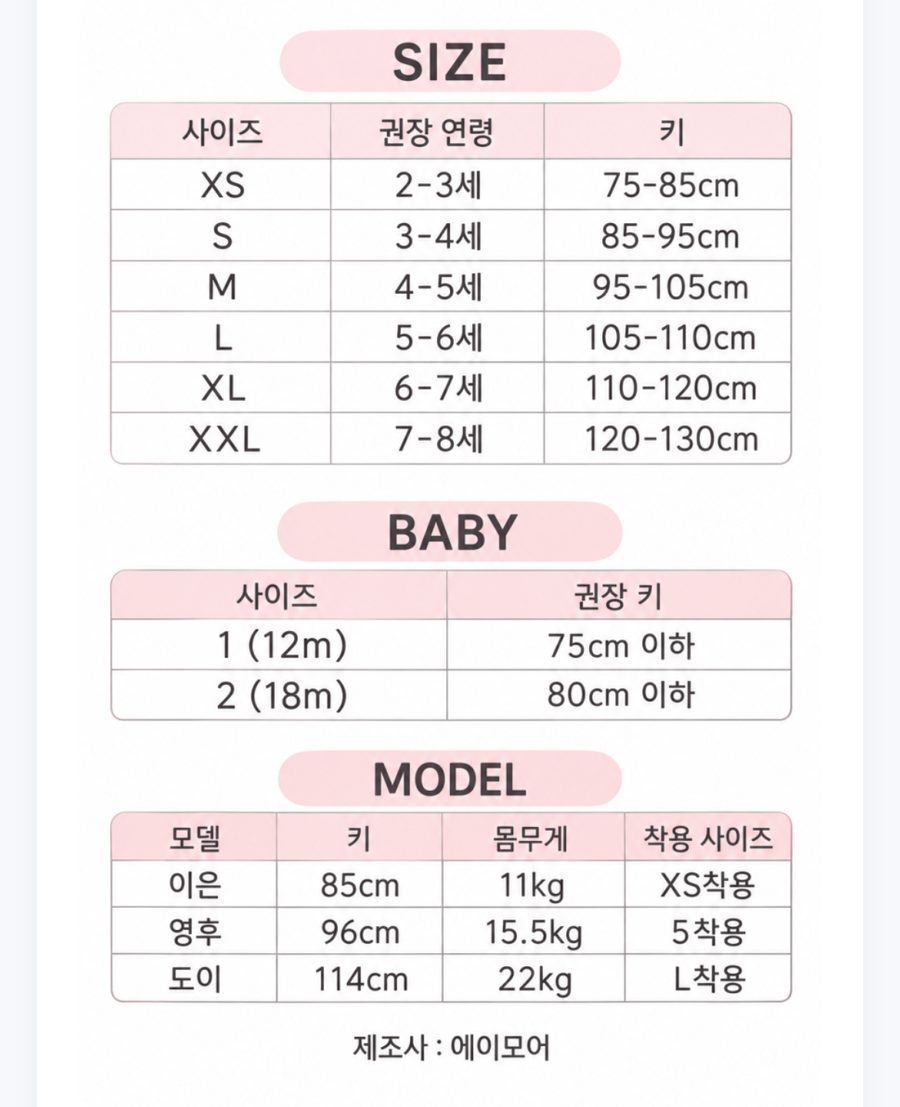 SIZE
사이즈 권장 연령 키
XS 2-3세 75-85cm
S 3-4세 85-95cm
M 4-5세 95-105cm
L 5-6세 105-110cm
XL 6-7세 110-120cm
XXL 7-8세 120-130cm
BABY
사이즈 권장 키
1 (12m) 75cm 이하
2 (18m) 80cm 이하
MODEL
모델 키 몸무게 착용 사이즈
이은 85cm 11kg XS착용
영후 96cm 15.5kg 5착용
도이 114cm 22kg L착용
제조사 : 에이모어